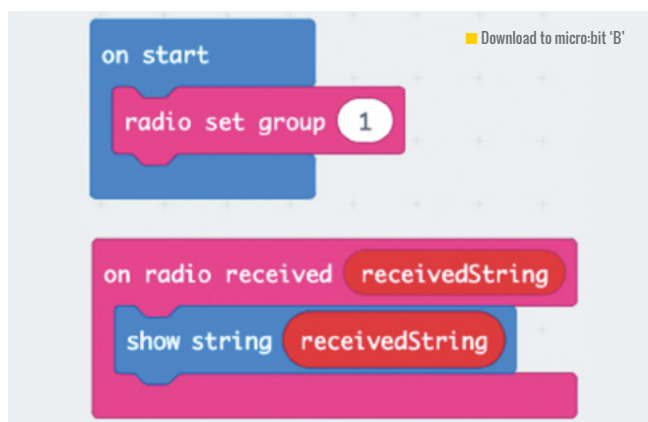 Download to micro:bit ‘B’
on start
radio set group 1
on radio received receivedString
show string receivedString